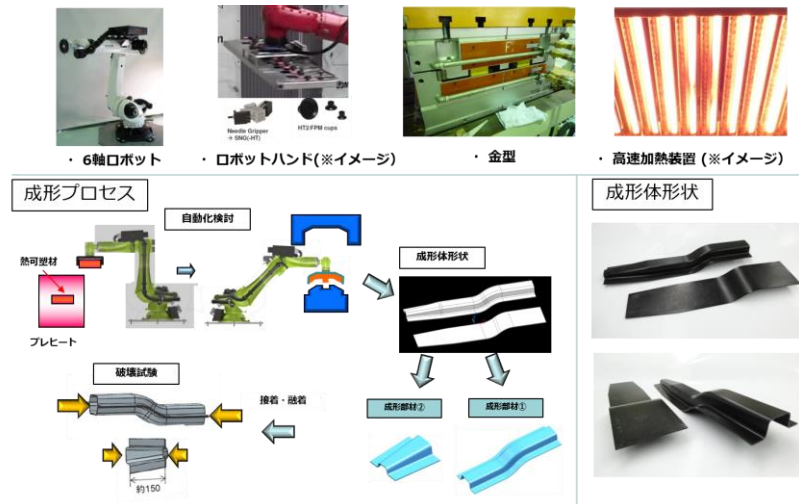 Needle Gripper
→ SNG(-HT)
HT2/FPM cups
・ 6軸ロボット
・ ロボットハンド(※イメージ)
・ 金型
・ 高速加熱装置 (※イメージ)
成形プロセス
自動化検討
熱可塑材
プレヒート
成形体形状
破壊試験
接着・融着
成形部材②
成形部材①
約150
成形体形状